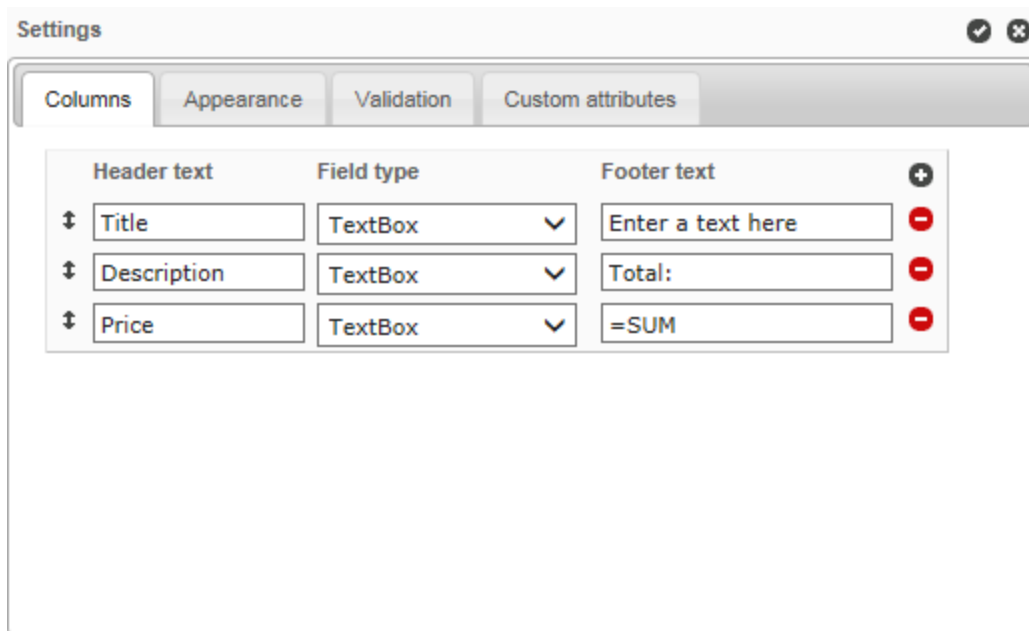 Settings
Columns Appearance Validation Custom attributes
Header text Field type Footer text
Title TextBox Enter a text here
Description TextBox Total:
Price TextBox =SUM